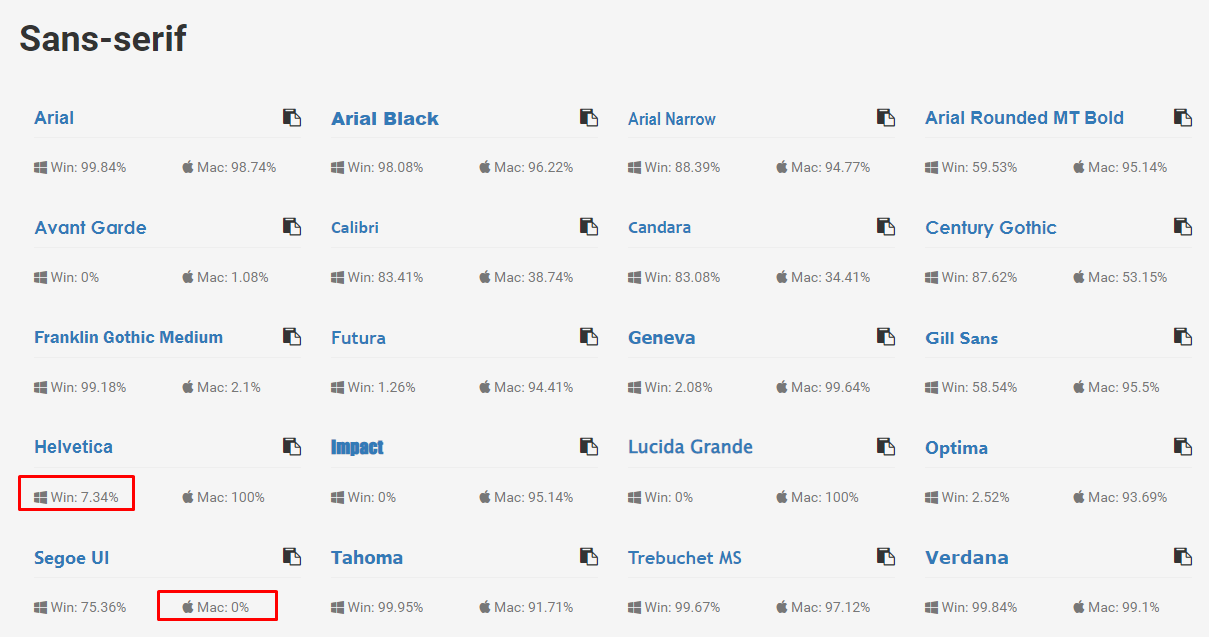 Sans-serif
Arial Arial Black Arial Narrow Arial Rounded MT Bold
Win: 99.84% Mac: 98.74% Win: 98.08% Mac: 96.22% Win: 88.39% Mac: 94.77% Win: 59.53% Mac: 95.14%
Avant Garde Calibri Candara Century Gothic
Win: 0% Mac: 1.08% Win: 83.41% Mac: 38.74% Win: 83.08% Mac: 34.41% Win: 87.62% Mac: 53.15%
Franklin Gothic Medium Futura Geneva Gill Sans
Win: 99.18% Mac: 2.1% Win: 1.26% Mac: 94.41% Win: 2.08% Mac: 99.64% Win: 58.54% Mac: 95.5%
Helvetica Impact Lucida Grande Optima
Win: 7.34% Mac: 100% Win: 0% Mac: 95.14% Win: 0% Mac: 100% Win: 2.52% Mac: 93.69%
Segoe UI Tahoma Trebuchet MS Verdana
Win: 75.36% Mac: 0% Win: 99.95% Mac: 91.71% Win: 99.67% Mac: 97.12% Win: 99.84% Mac: 99.1%